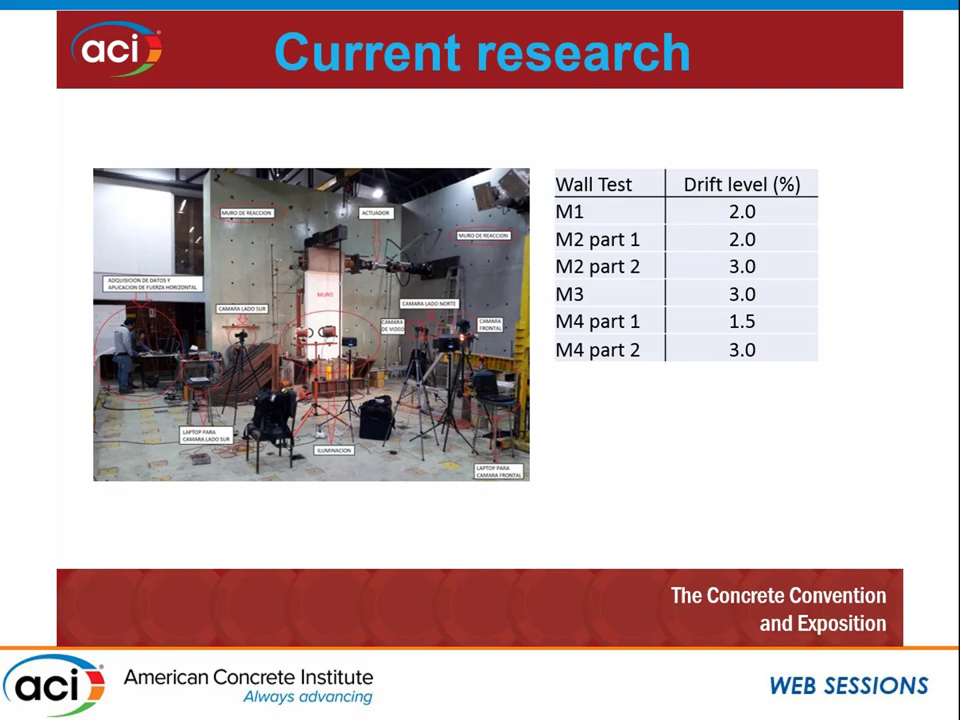 aci
Current research
MURO DE REACCION
ACTUADOR
MURO DE REACCION
ADQUISICION DE DATOS Y
APLICACION DE FUERZA HORIZONTAL
MURO
CAMARA LADO SUR
CAMARA LADO NORTE
CAMARA
DE VIDEO
CAMARA
FRONTAL
LAPTOP PARA
CAMARA LADO SUR
ILUMINACION
LAPTOP PARA
CAMARA FRONTAL
Wall Test Drift level (%)
M1 2.0
M2 part 1 2.0
M2 part 2 3.0
M3 3.0
M4 part 1 1.5
M4 part 2 3.0
The Concrete Convention
and Exposition
aci
American Concrete Institute
Always advancing
WEB SESSIONS